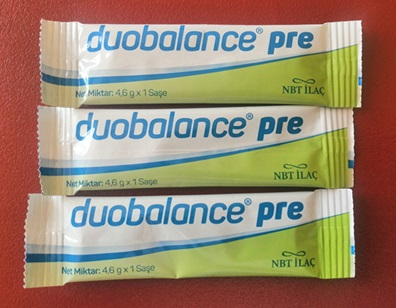 duobalance® pre
Net Miktar: 4,6 g x 1 Saşe
NBT İLAÇ
duobalance® pre
Net Miktar: 4,6 g x 1 Saşe
NBT İLAÇ
duobalance® pre
Net Miktar: 4,6 g x 1 Saşe
NBT İLAÇ